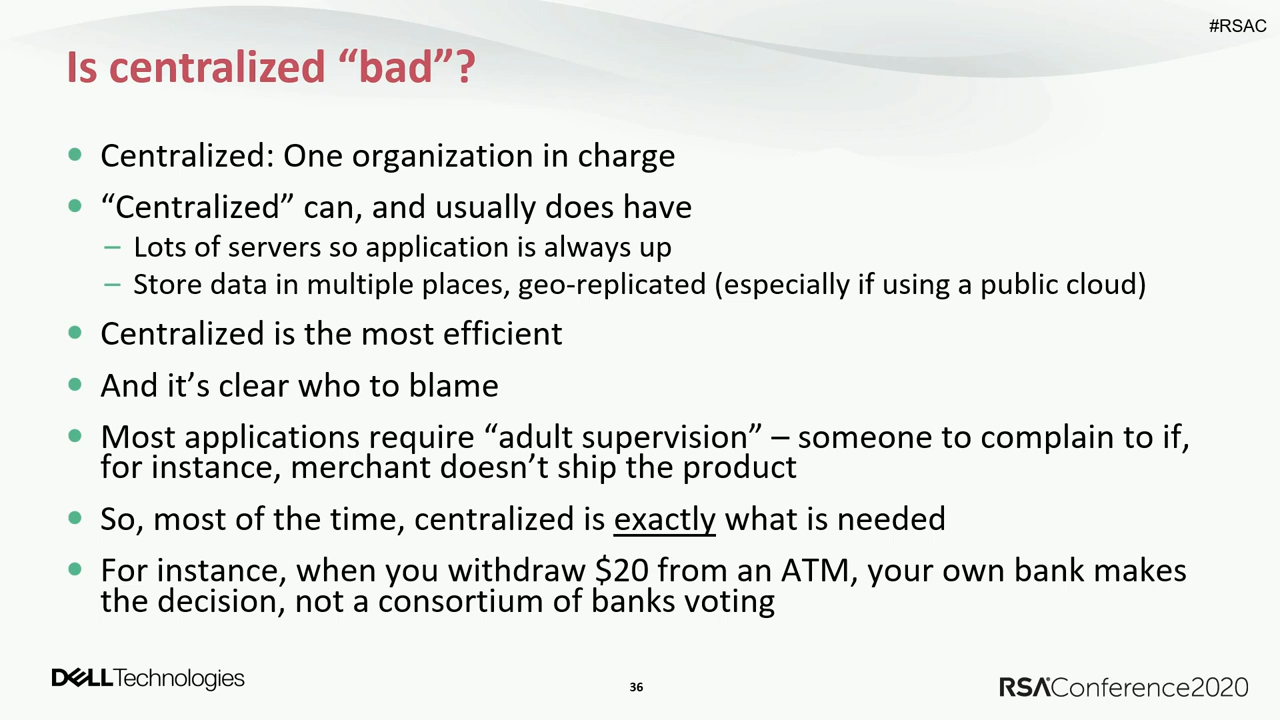 #RSAC
Is centralized “bad”?
• Centralized: One organization in charge
• “Centralized” can, and usually does have
– Lots of servers so application is always up
– Store data in multiple places, geo-replicated (especially if using a public cloud)
• Centralized is the most efficient
• And it’s clear who to blame
• Most applications require “adult supervision” – someone to complain to if,
for instance, merchant doesn’t ship the product
• So, most of the time, centralized is exactly what is needed
• For instance, when you withdraw $20 from an ATM, your own bank makes
the decision, not a consortium of banks voting
DELLTechnologies
36
RSAConference2020